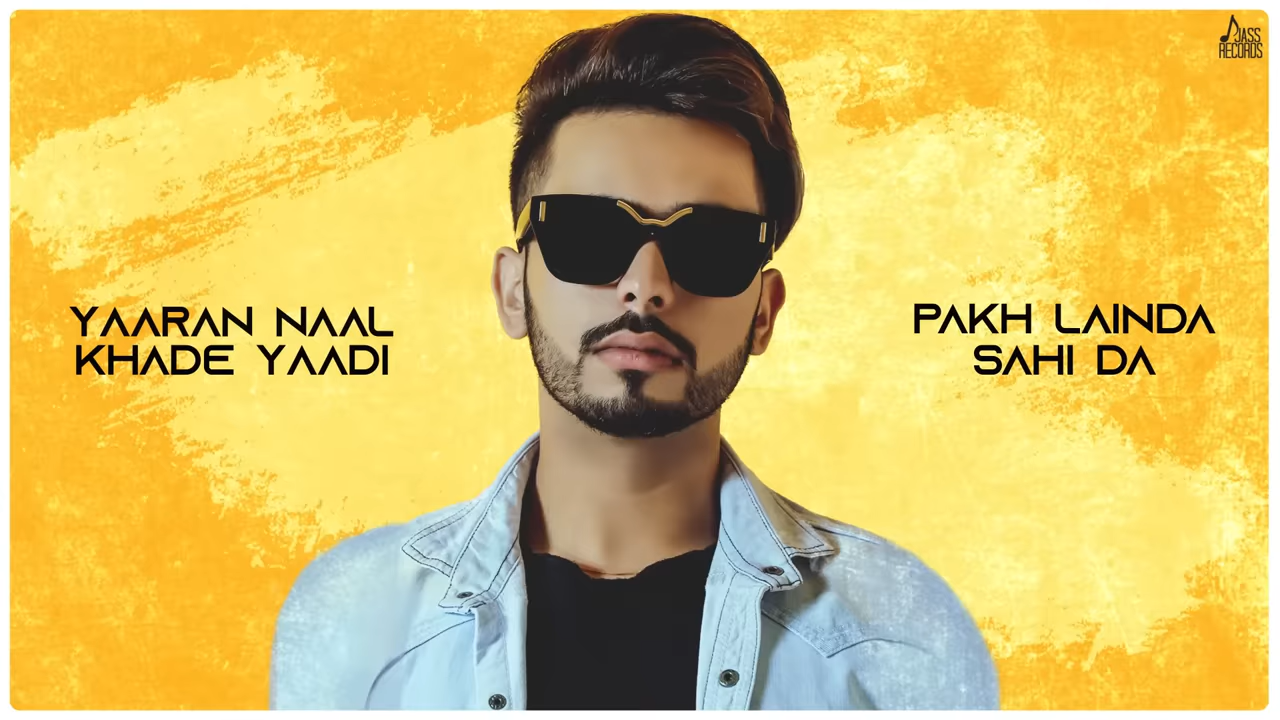 JASS
RECORDS
YAARAN NAAL
KHADE YAADI
PAKH LAINDA
SAHI DA